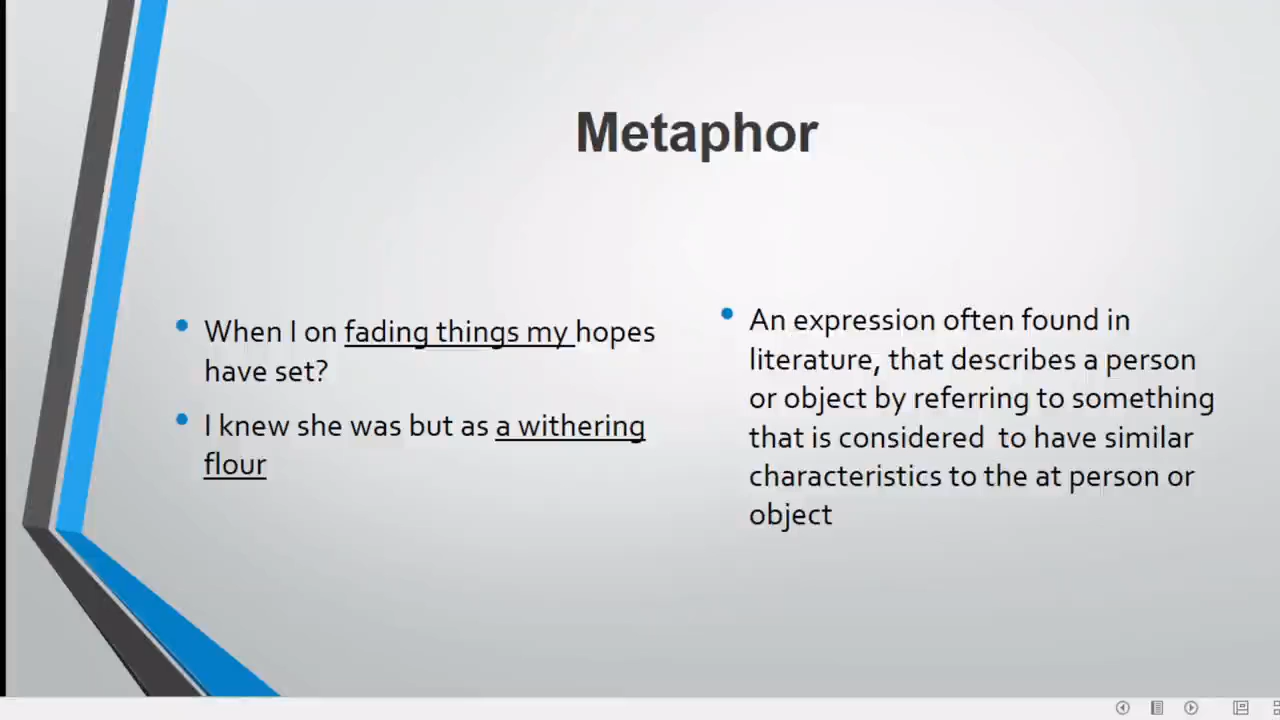 Metaphor
When I on fading things my hopes
have set?
I knew she was but as a withering
flour
An expression often found in
literature, that describes a person
or object by referring to something
that is considered to have similar
characteristics to the at person or
object